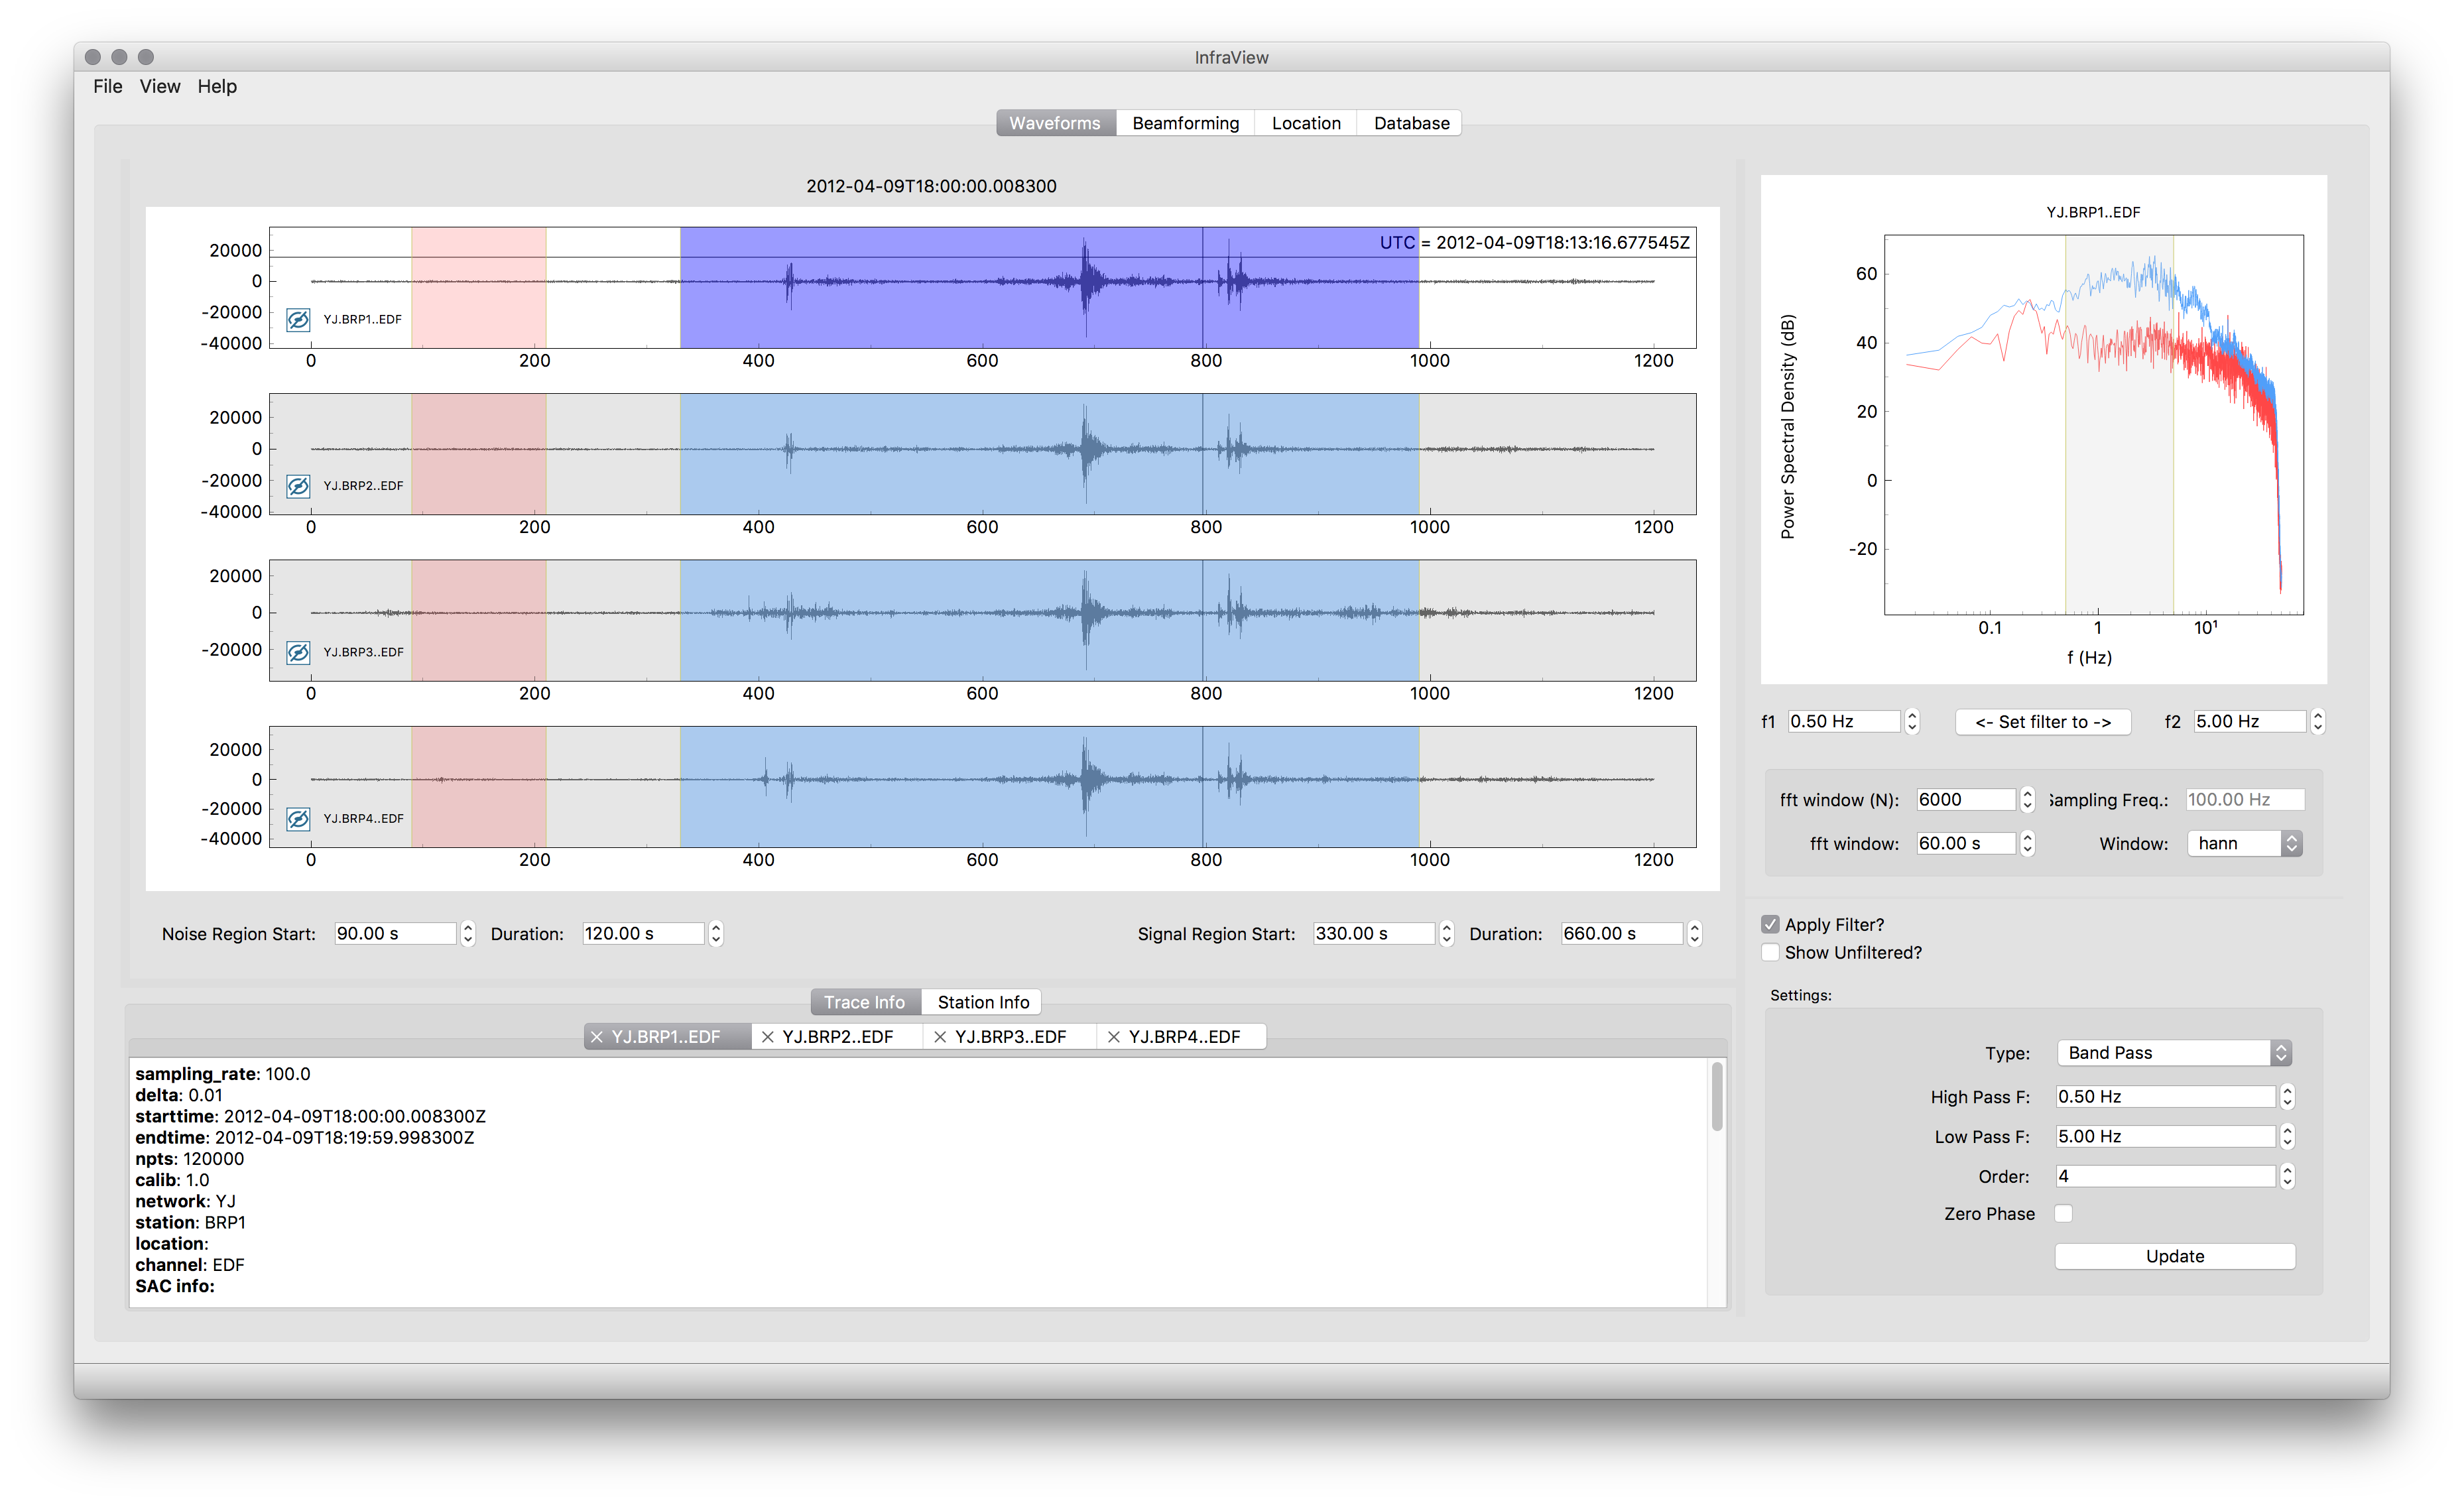 InfraView
File View Help
Waveforms Beamforming Location Database
2012-04-09T18:00:00.008300
UTC = 2012-04-09T18:13:16.677545Z
20000
0
-20000
-40000
YJ.BRP1..EDF
0 200 400 600 800 1000 1200
20000
0
-20000
-40000
YJ.BRP2..EDF
0 200 400 600 800 1000 1200
20000
0
-20000
YJ.BRP3..EDF
0 200 400 600 800 1000 1200
20000
0
-20000
-40000
YJ.BRP4..EDF
0 200 400 600 800 1000 1200
Noise Region Start: 90.00 s Duration: 120.00 s Signal Region Start: 330.00 s Duration: 660.00 s
Trace Info Station Info
YJ.BRP1..EDF YJ.BRP2..EDF YJ.BRP3..EDF YJ.BRP4..EDF
sampling_rate: 100.0
delta: 0.01
starttime: 2012-04-09T18:00:00.008300Z
endtime: 2012-04-09T18:19:59.998300Z
npts: 120000
calib: 1.0
network: YJ
station: BRP1
location:
channel: EDF
SAC info:
YJ.BRP1..EDF
Power Spectral Density (dB)
60
40
20
0
-20
0.1 1 10¹
f (Hz)
f1 0.50 Hz <- Set filter to -> f2 5.00 Hz
fft window (N): 6000 Sampling Freq.: 100.00 Hz
fft window: 60.00 s Window: hann
Apply Filter?
Show Unfiltered?
Settings:
Type: Band Pass
High Pass F: 0.50 Hz
Low Pass F: 5.00 Hz
Order: 4
Zero Phase
Update